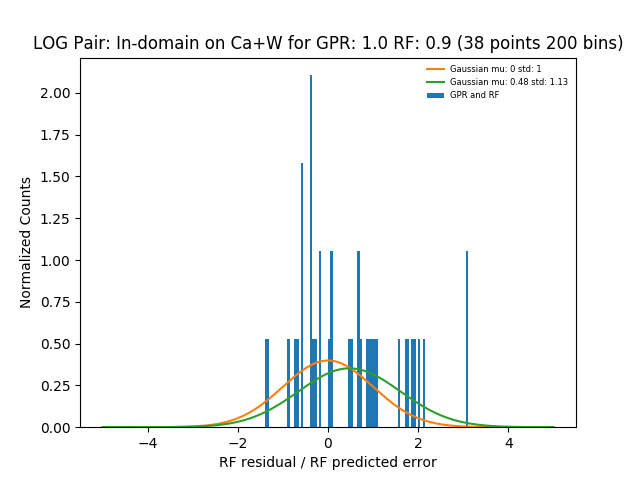 LOG Pair: In-domain on Ca+W for GPR: 1.0 RF: 0.9 (38 points 200 bins)
Gaussian mu: 0 std: 1
Gaussian mu: 0.48 std: 1.13
GPR and RF
Normalized Counts
2.00
1.75
1.50
1.25
1.00
0.75
0.50
0.25
0.00
−4
−2
0
2
4
RF residual / RF predicted error